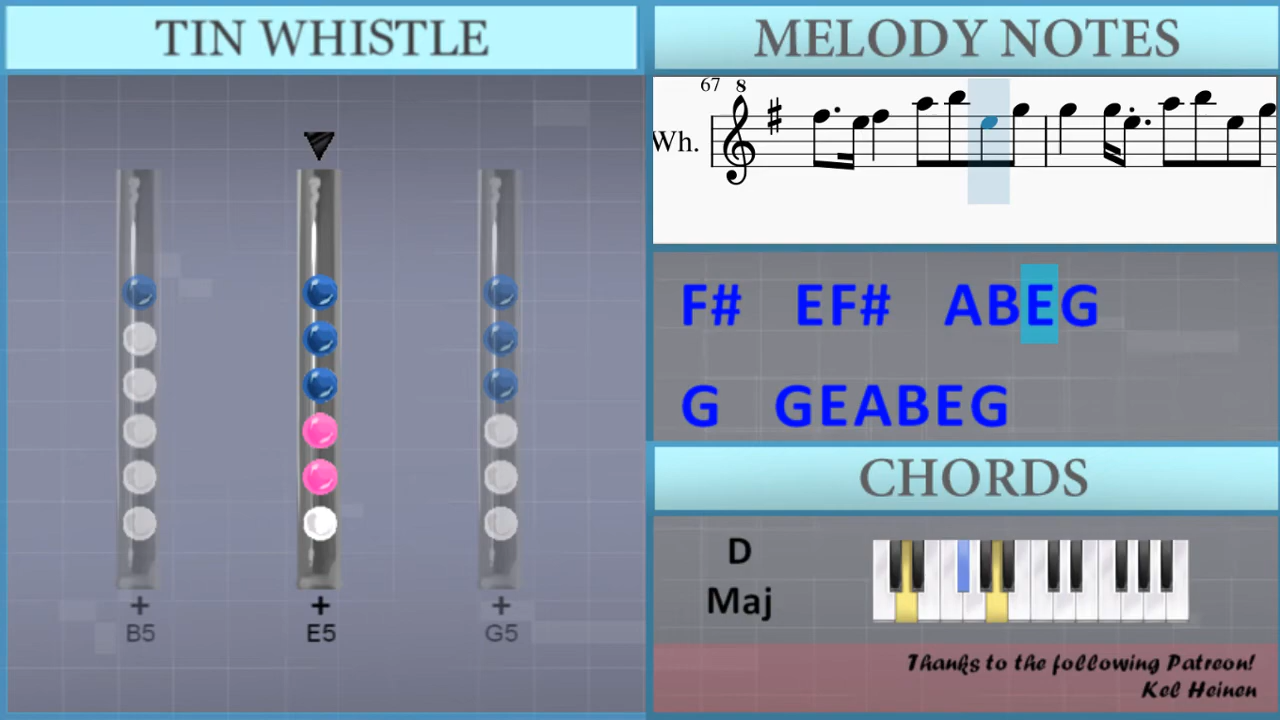 TIN WHISTLE
+ + +
B5 E5 G5
MELODY NOTES
67 8
Wh.
F# EF# ABEG
G GEABEG
CHORDS
D
Maj
Thanks to the following Patreon!
Kel Heinen